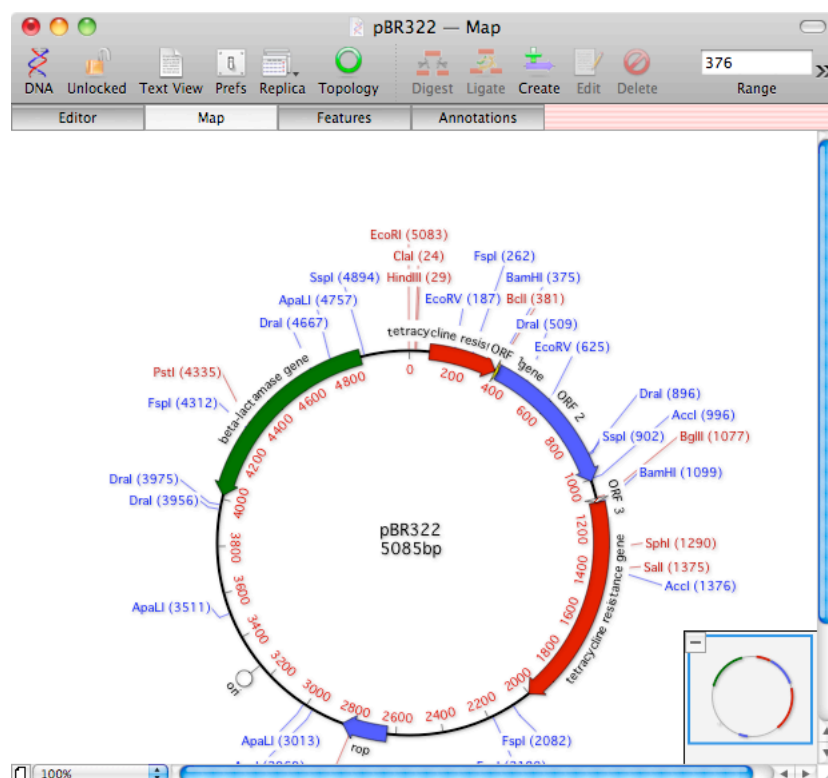 pBR322 — Map
DNA Unlocked Text View Prefs Replica Topology Digest Ligate Create Edit Delete
376
Range
Editor Map Features Annotations
EcoRI (5083)
ClaI (24)
FspI (262)
SspI (4894)
HindIII (29)
BamHI (375)
ApaLI (4757)
EcoRV (187)
BclI (381)
DraI (4667)
tetracycline resis
ORF
gene
DraI (509)
EcoRV (625)
PstI (4335)
FspI (4312)
beta-lactamase gene
ORF 2
DraI (896)
AccI (996)
SspI (902)
BglII (1077)
BamHI (1099)
ORF 3
DraI (3975)
DraI (3956)
0
200
400
600
800
1000
1200
1400
1600
1800
2000
2200
2400
2600
2800
3000
3200
3400
3600
3800
4000
4200
4400
4600
4800
pBR322
5085bp
SphI (1290)
SalI (1375)
AccI (1376)
tetracycline resistance gene
ApaLI (3511)
ori
ApaLI (3013)
rop
FspI (2082)
100%